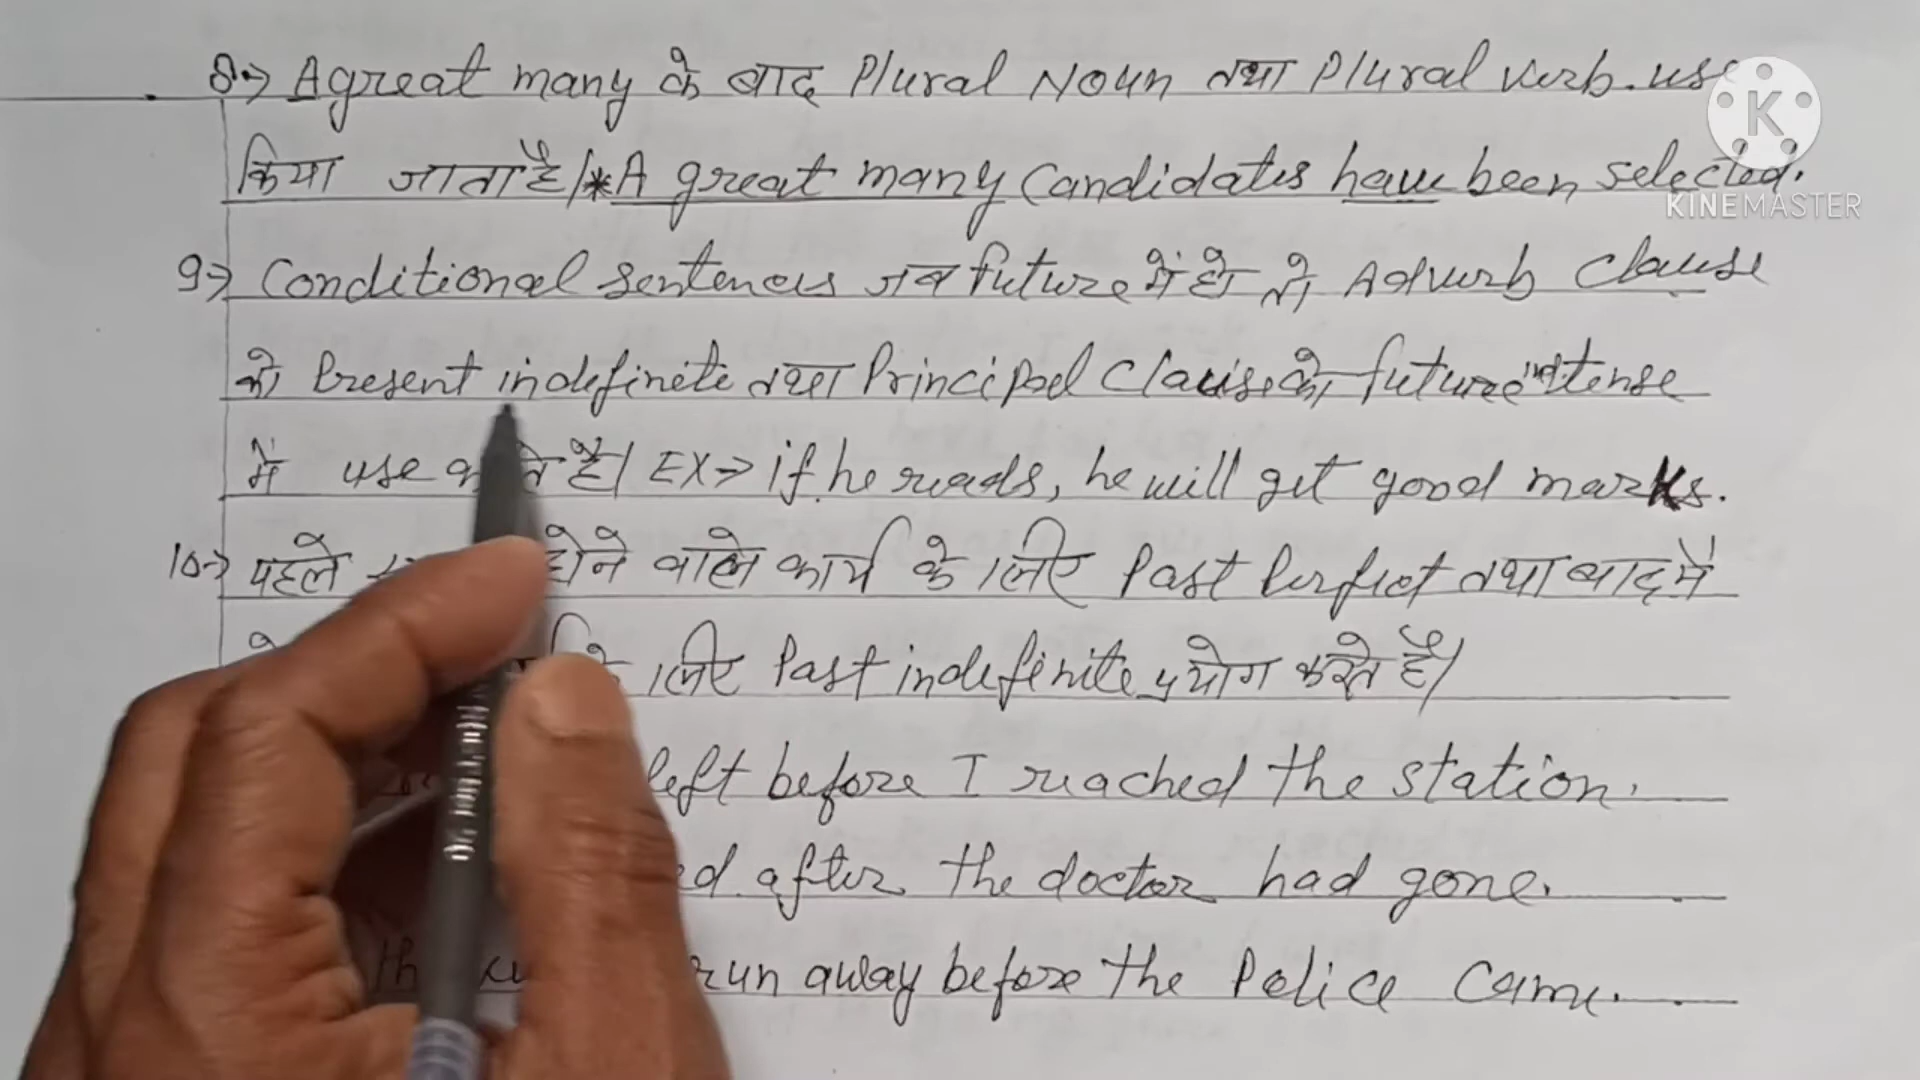 8→ A great many के बाद Plural Noun तथा Plural verb use
किया जाता है। * A great many candidates have been selected.
9→ Conditional sentences जब future में हो तो Adverb clause
को Present indefinite तथा Principal clause को future ind. tense
में use करते हैं। EX→ if he reads, he will get good marks.
10→ पहले होने वाले कार्य के लिए Past Perfect तथा बाद में
के लिए Past indefinite प्रयोग करते हैं।
left before I reached the station.
after the doctor had gone.
run away before the Police came.
K
KINEMASTER